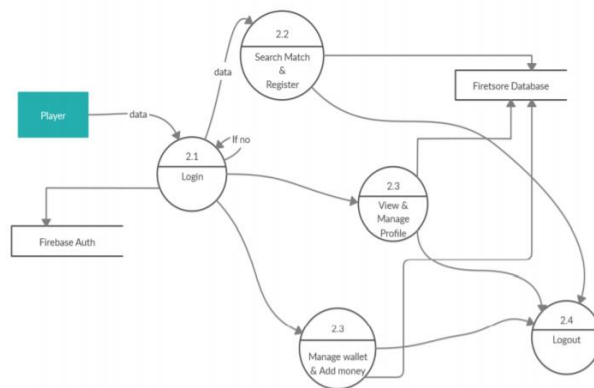 2.2
Search Match
&
Register
data
Firetsore Database
Player
data
If no
2.1
Login
2.3
View &
Manage
Profile
Firebase Auth
2.3
Manage wallet
& Add money
2.4
Logout